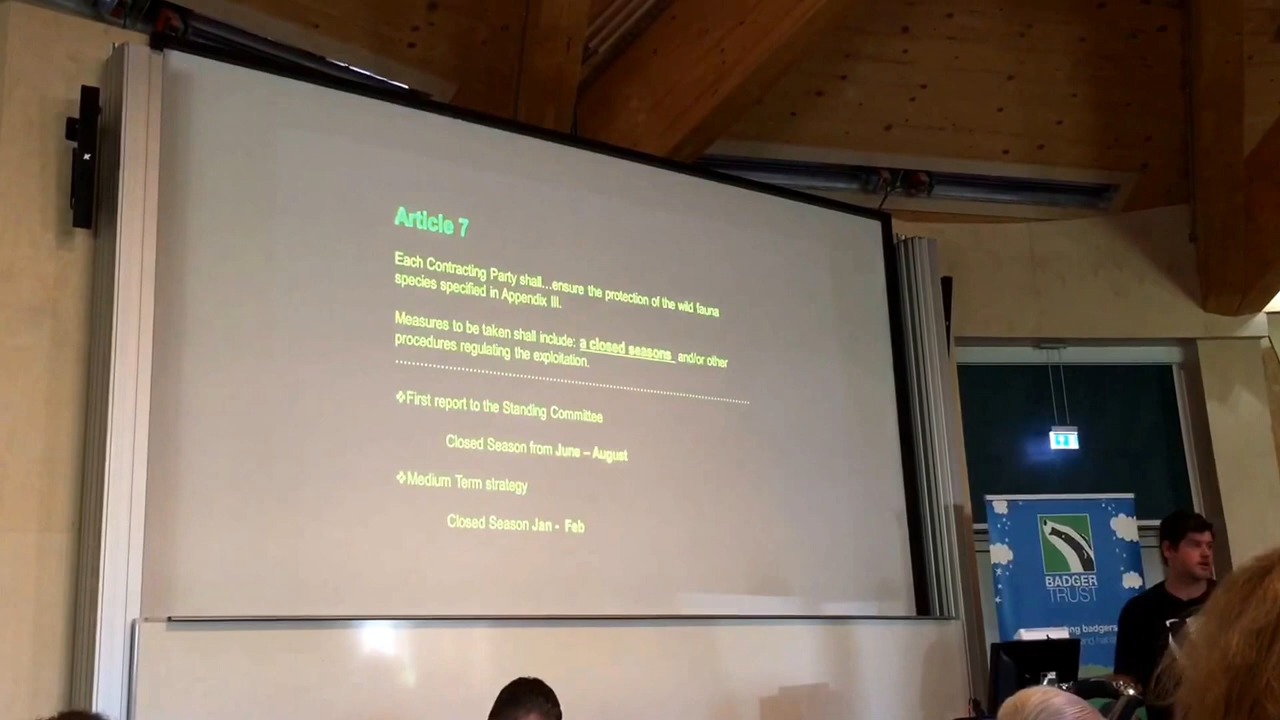 Article 7
Each Contracting Party shall...ensure the protection of the wild fauna
species specified in Appendix III.
Measures to be taken shall include: a closed seasons and/or other
procedures regulating the exploitation.
❖First report to the Standing Committee
Closed Season from June – August
❖Medium Term strategy
Closed Season Jan - Feb
BADGER
TRUST
badgers